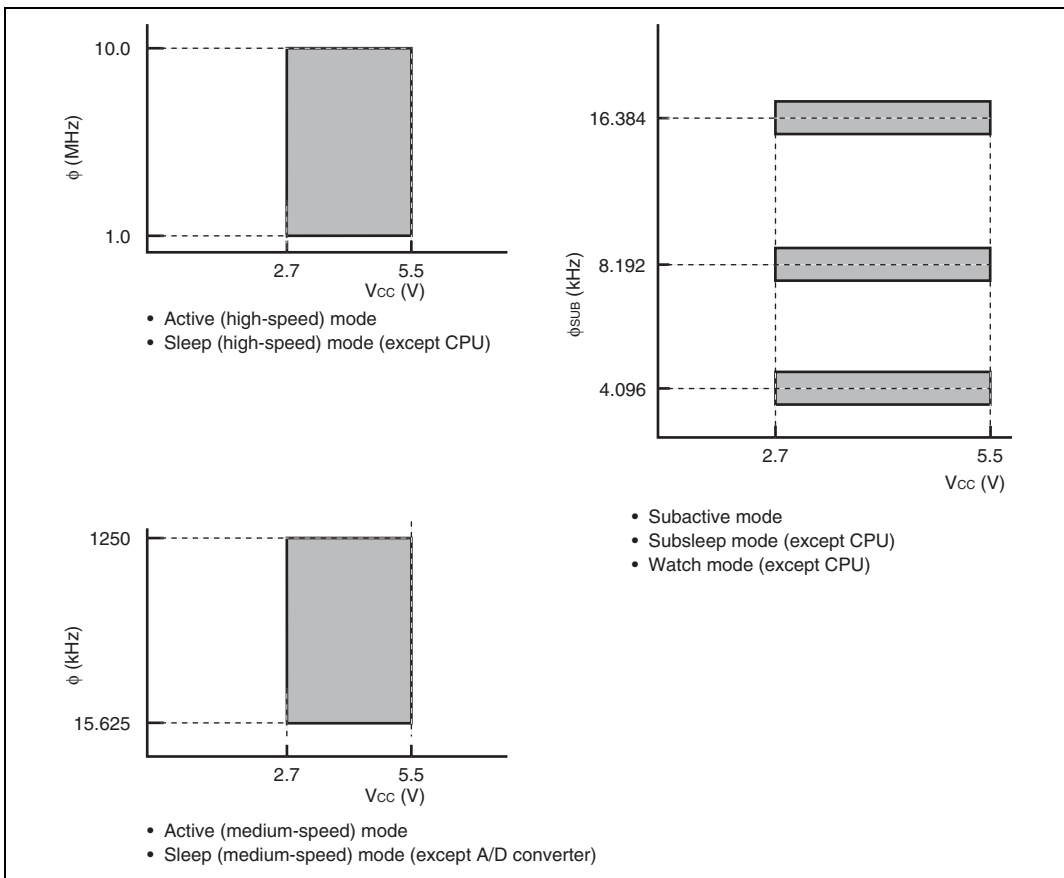 10.0
φ (MHz)
1.0
2.7
5.5
Vcc (V)
• Active (high-speed) mode
• Sleep (high-speed) mode (except CPU)
16.384
8.192
φSUB (kHz)
4.096
2.7
5.5
Vcc (V)
• Subactive mode
• Subsleep mode (except CPU)
• Watch mode (except CPU)
1250
φ (kHz)
15.625
2.7
5.5
Vcc (V)
• Active (medium-speed) mode
• Sleep (medium-speed) mode (except A/D converter)